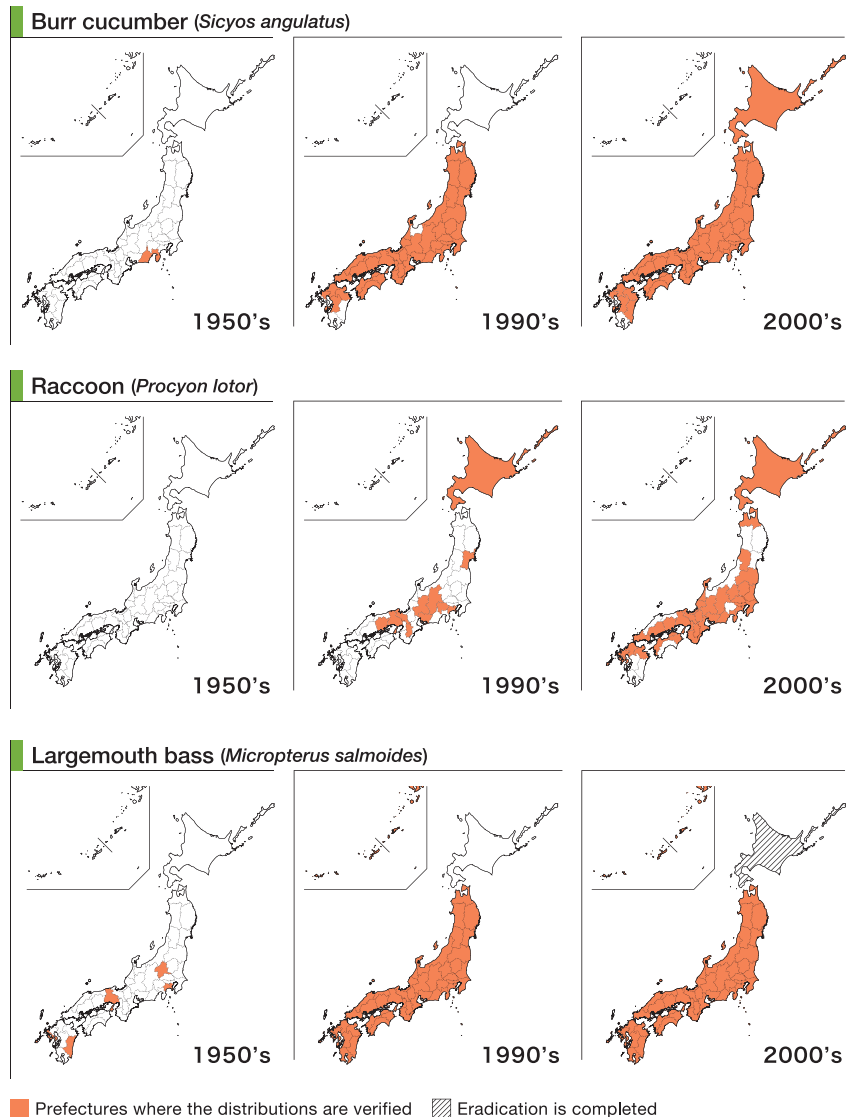 Burr cucumber (Sicyos angulatus)
1950's
1990's
2000's
Raccoon (Procyon lotor)
1950's
1990's
2000's
Largemouth bass (Micropterus salmoides)
1950's
1990's
2000's
Prefectures where the distributions are verified
Eradication is completed